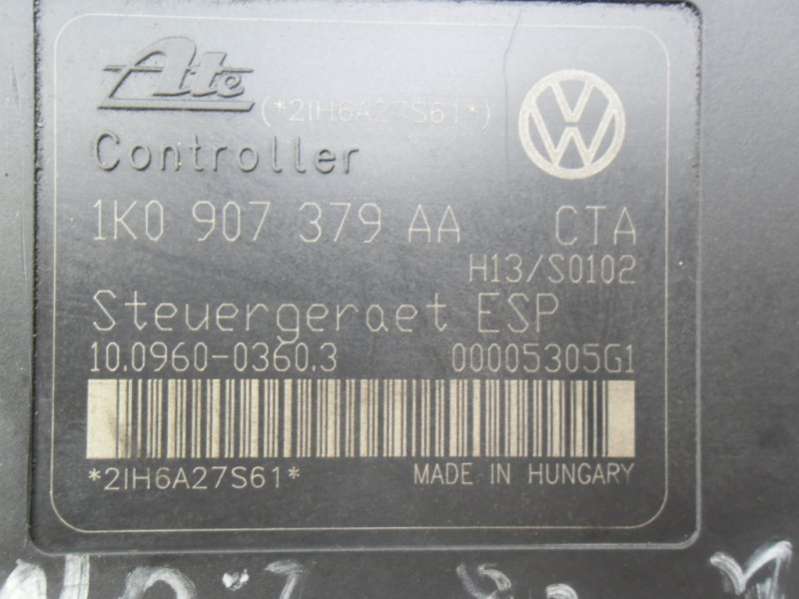 Ate
(*2IH6A27S61*)
Controller
1K0 907 379 AA CTA
H13/S0102
Steuergeraet ESP
10.0960-0360.3 00005305G1
*2IH6A27S61* MADE IN HUNGARY